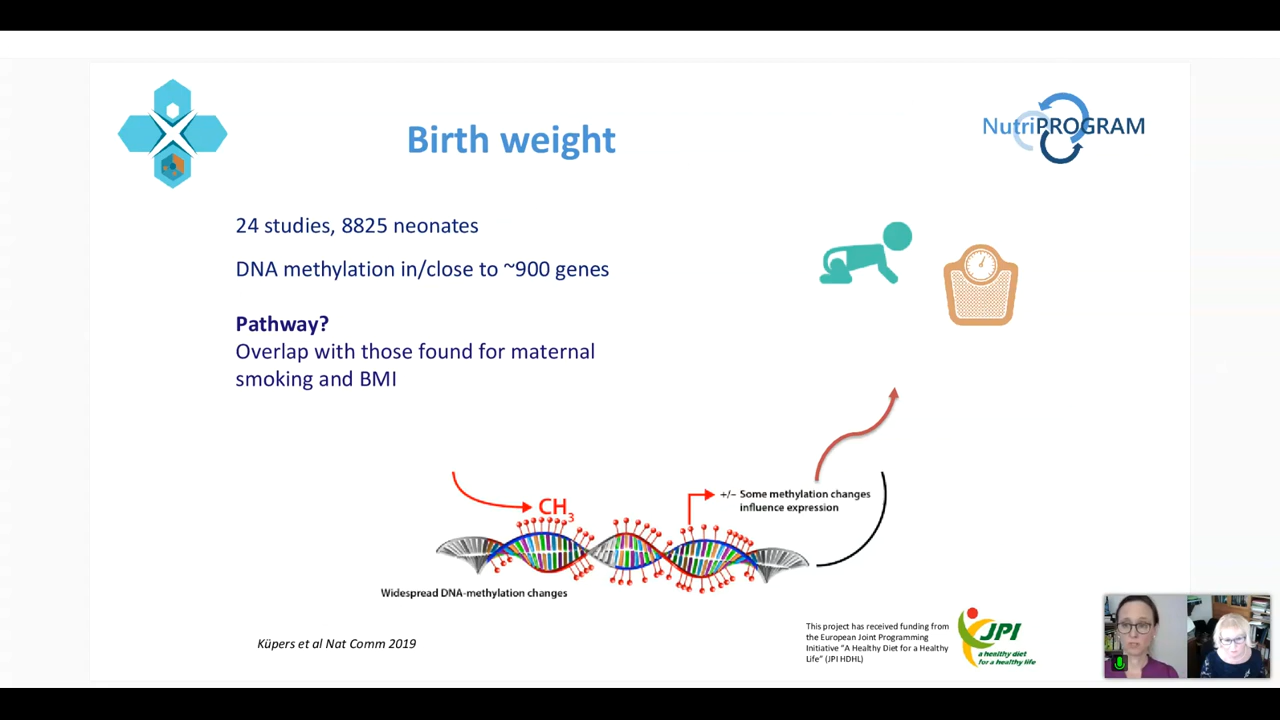 Birth weight
NutriPROGRAM
24 studies, 8825 neonates
DNA methylation in/close to ~900 genes
Pathway?
Overlap with those found for maternal
smoking and BMI
CH3
+/– Some methylation changes
influence expression
Widespread DNA-methylation changes
Küpers et al Nat Comm 2019
This project has received funding from
the European Joint Programming
Initiative “A Healthy Diet for a Healthy
Life” (JPI HDHL)
JPI
a healthy diet
for a healthy life